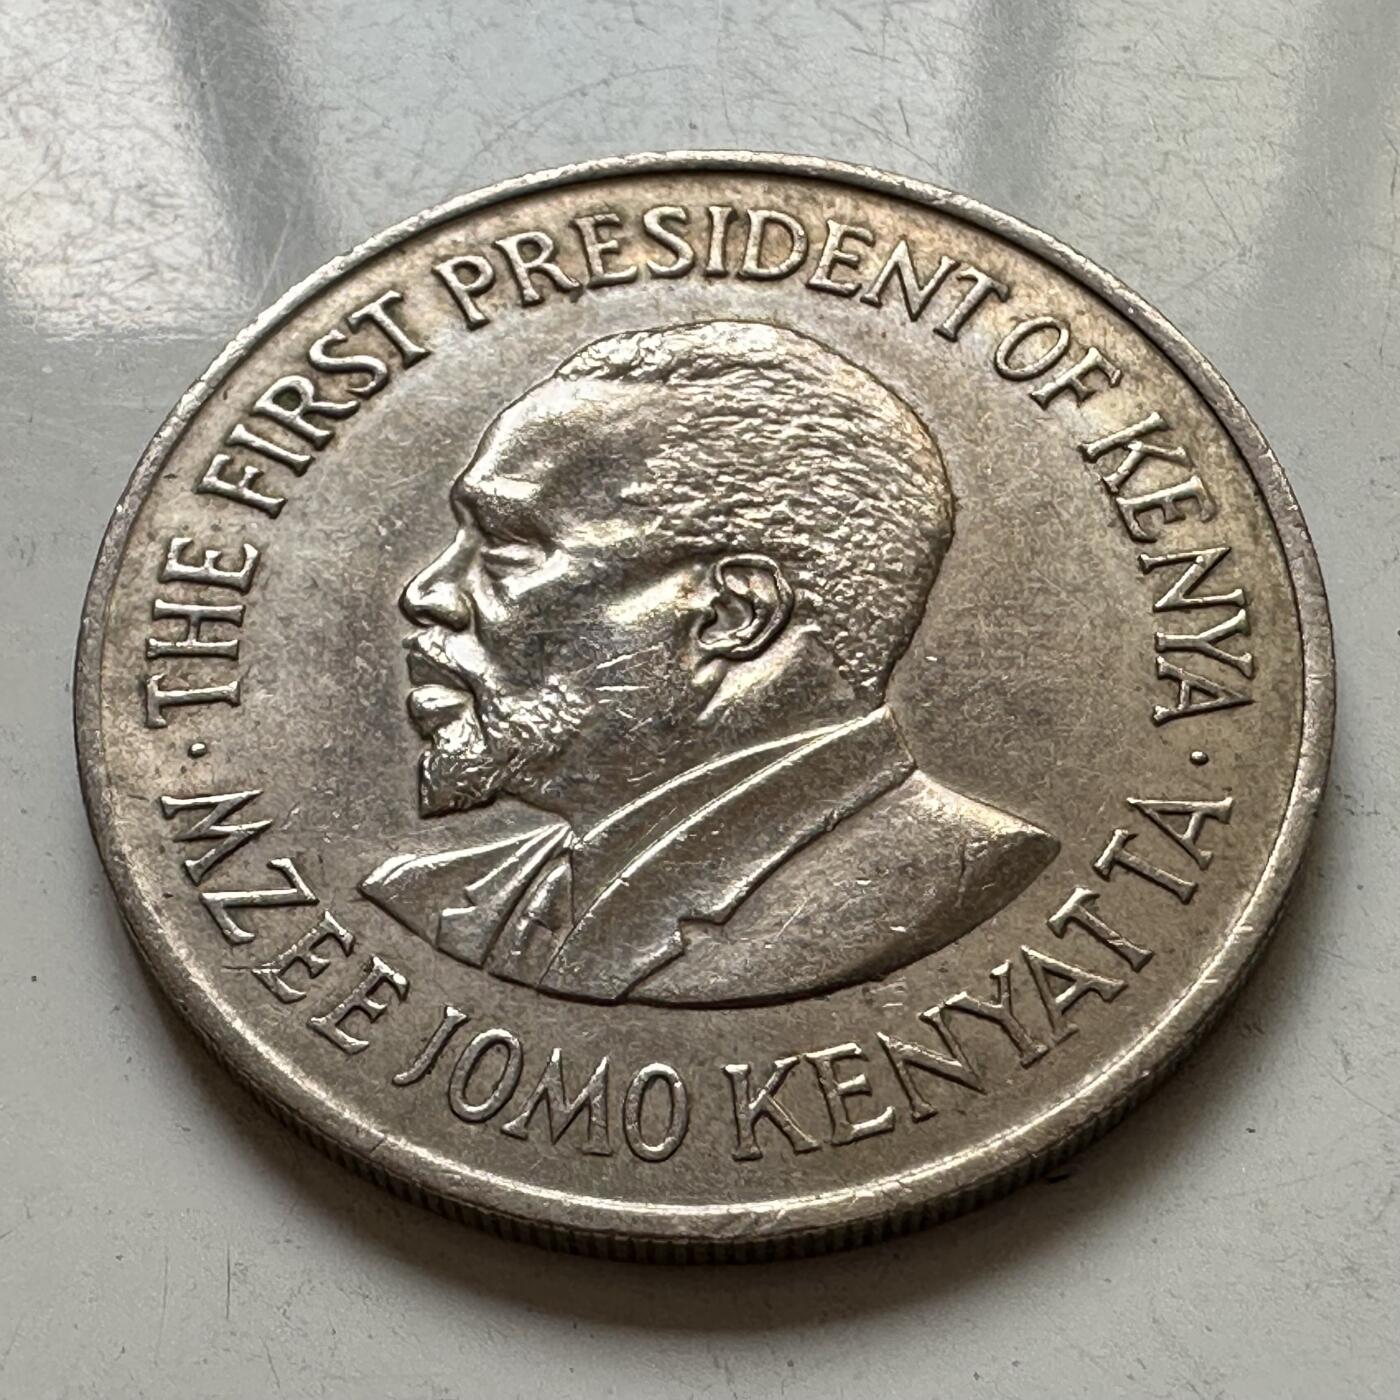 · THE FIRST PRESIDENT OF KENYA ·
MZEE JOMO KENYATTA